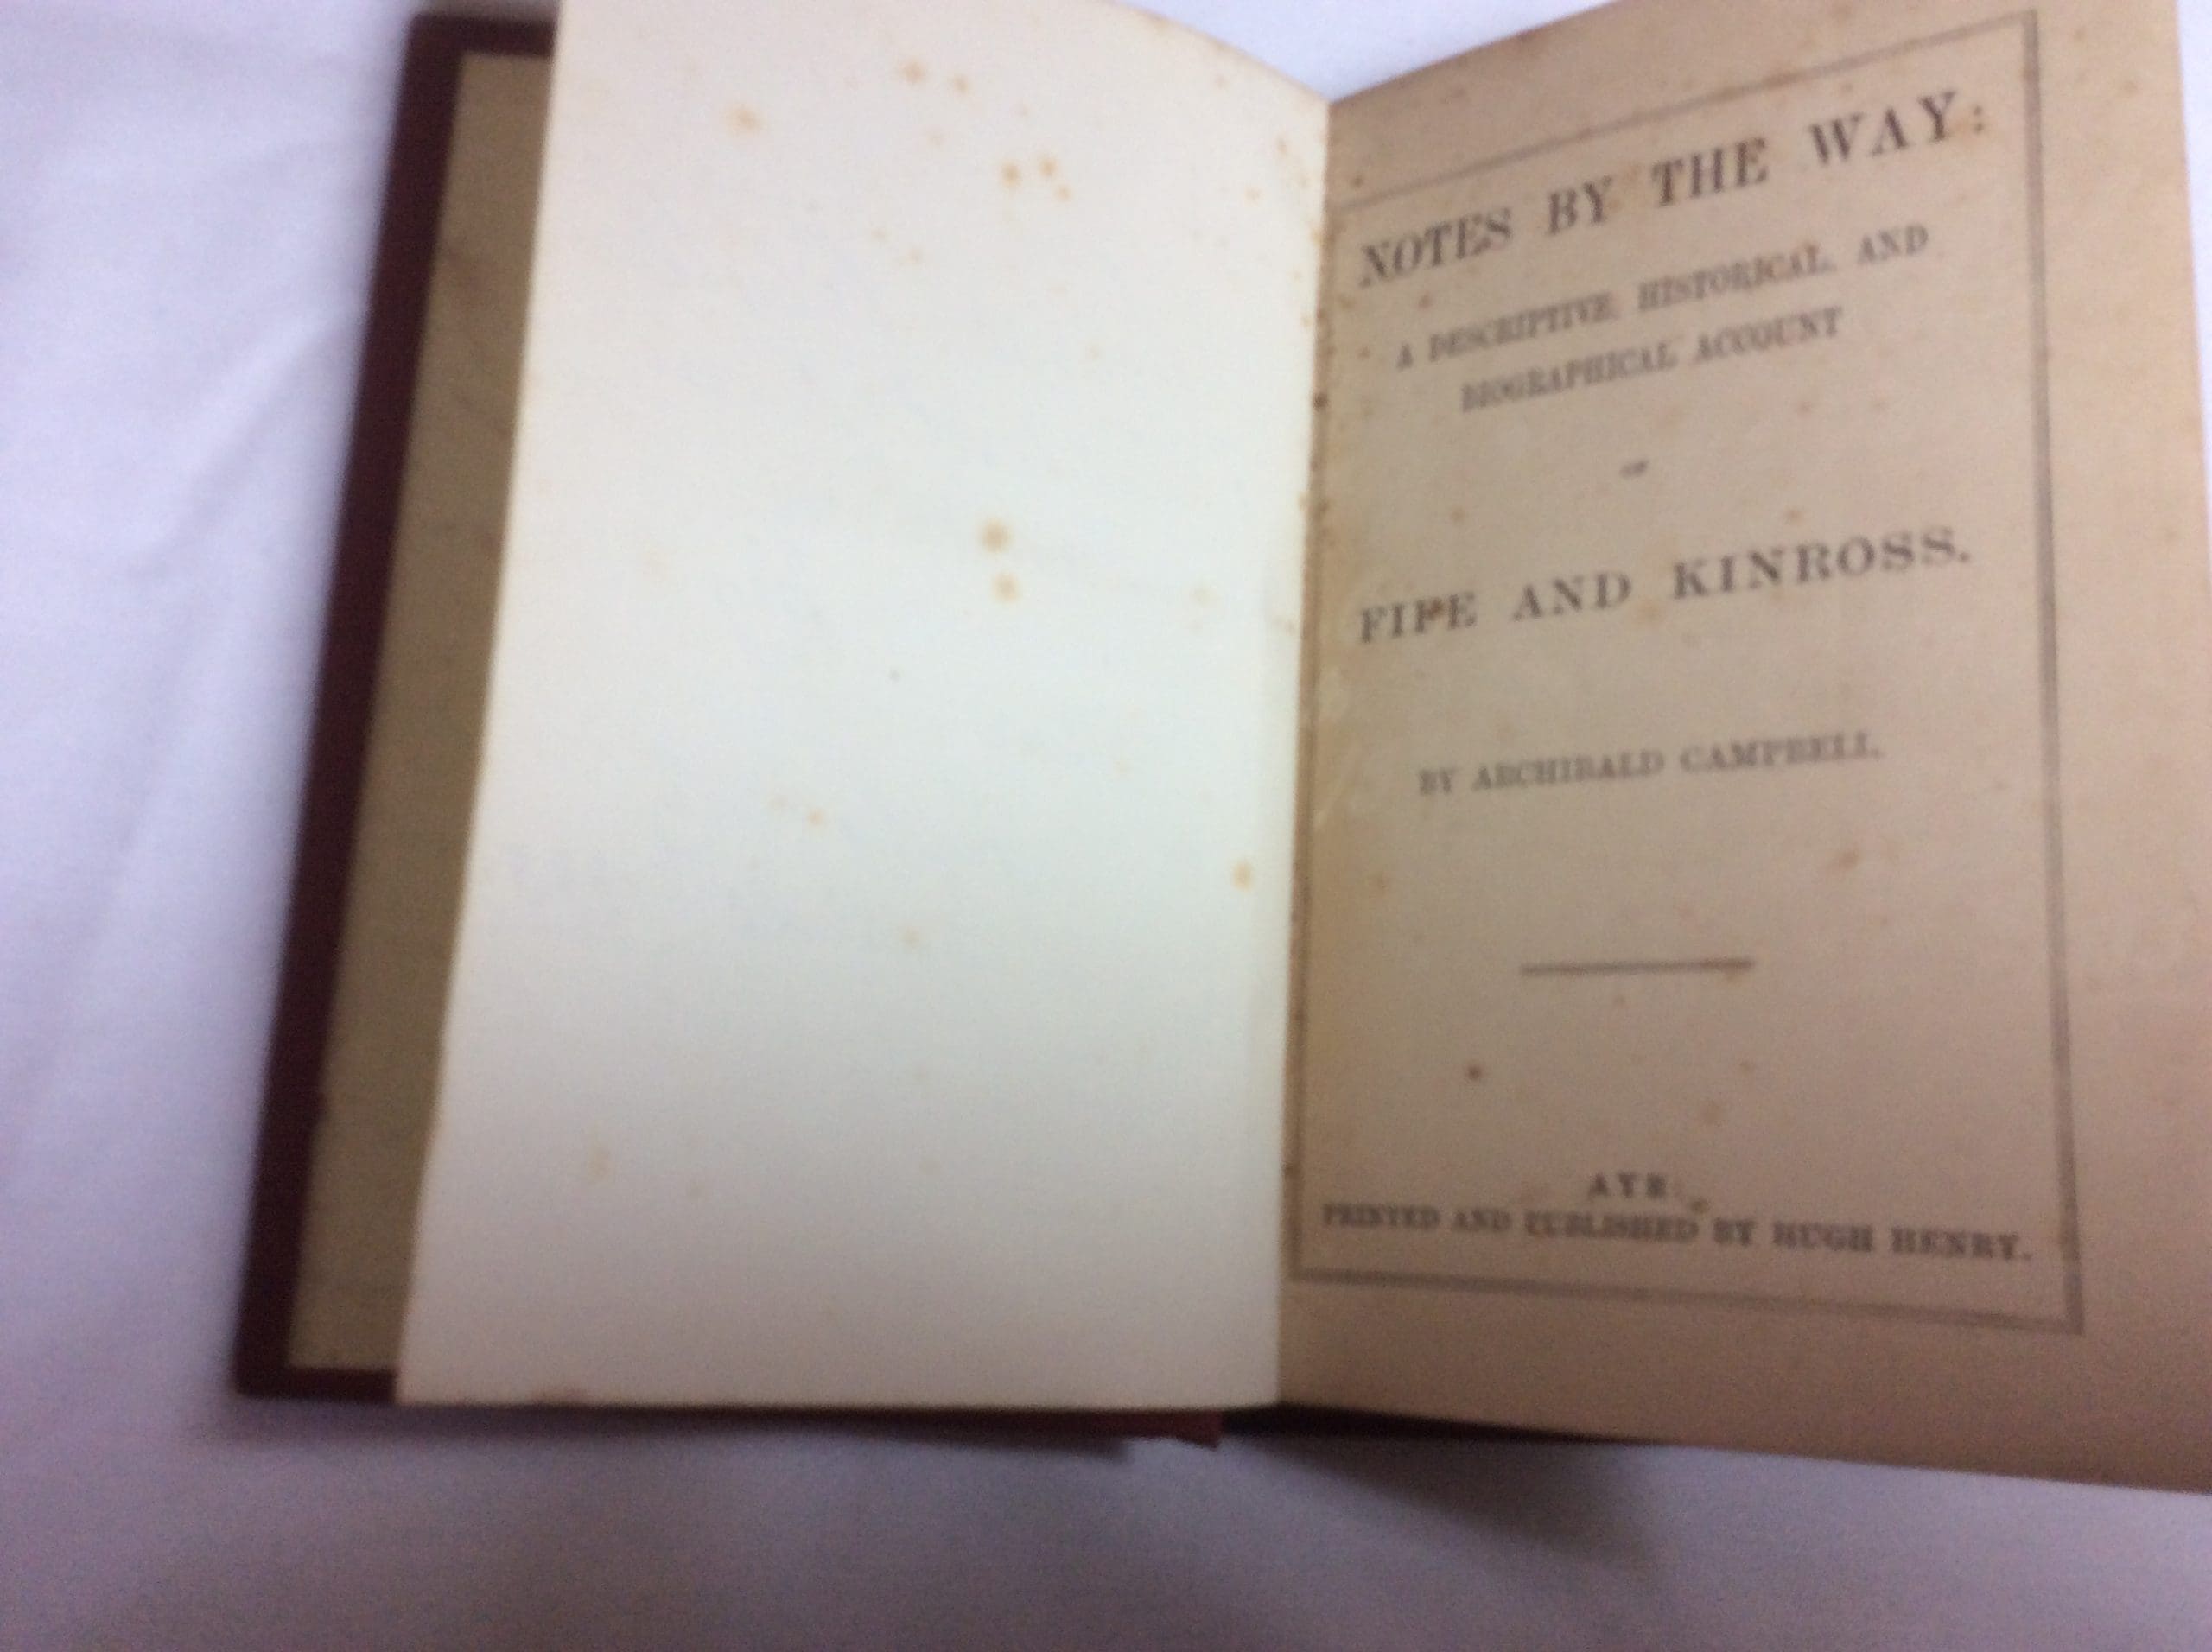 NOTES BY THE WAY:
A DESCRIPTIVE, HISTORICAL, AND
BIOGRAPHICAL ACCOUNT
OF
FIFE AND KINROSS.
BY ARCHIBALD CAMPBELL.
AYR:
PRINTED AND PUBLISHED BY HUGH HENRY.